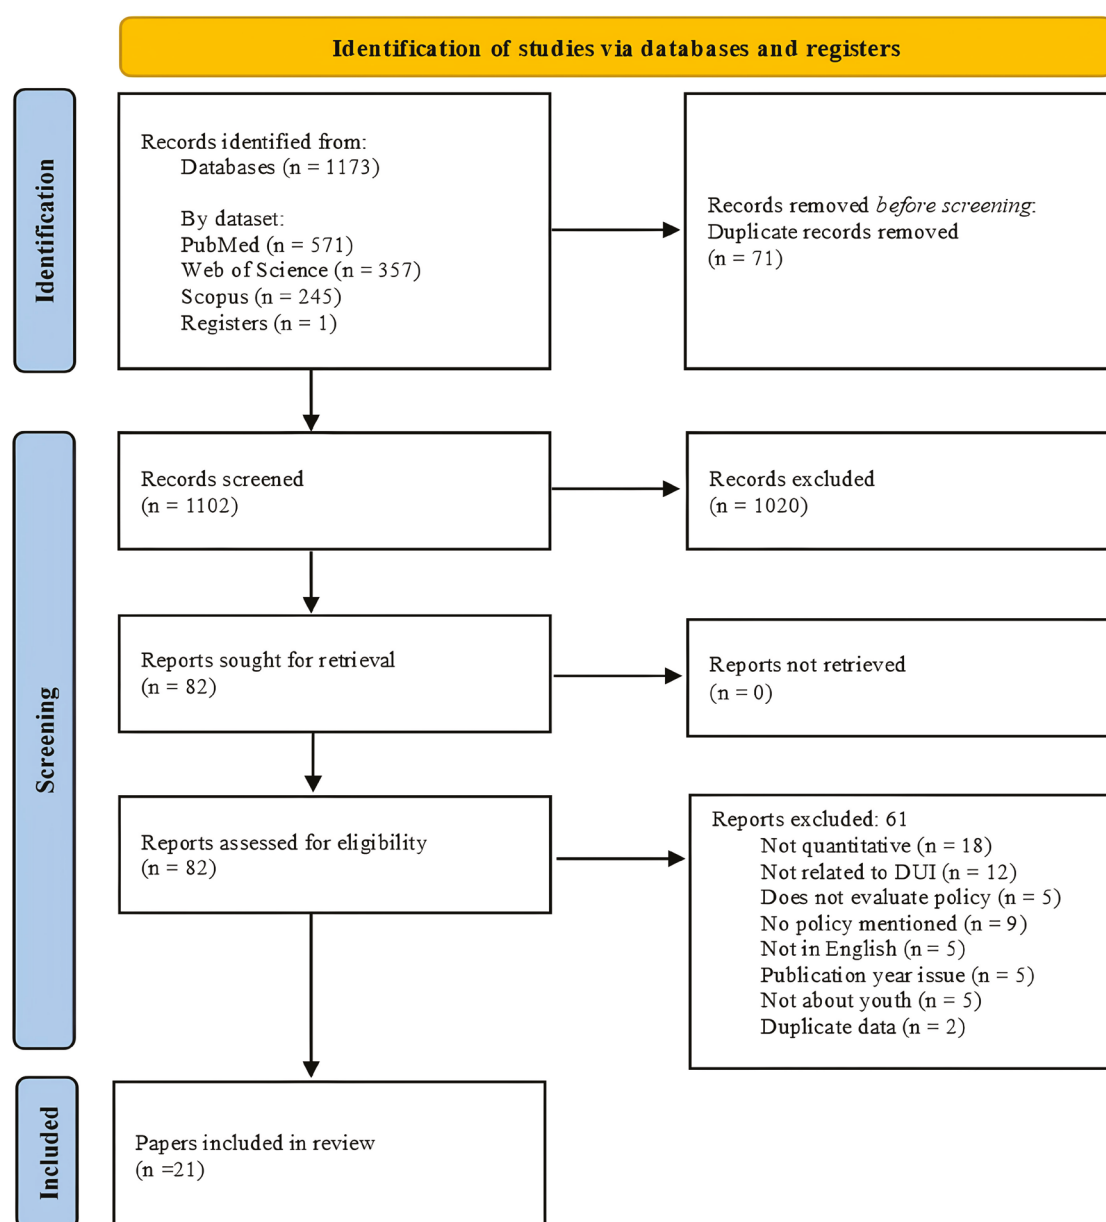 Identification of studies via databases and registers
Identification
Records identified from:
Databases (n = 1173)
By dataset:
PubMed (n = 571)
Web of Science (n = 357)
Scopus (n = 245)
Registers (n = 1)
Records removed before screening:
Duplicate records removed
(n = 71)
Screening
Records screened
(n = 1102)
Records excluded
(n = 1020)
Reports sought for retrieval
(n = 82)
Reports not retrieved
(n = 0)
Reports assessed for eligibility
(n = 82)
Reports excluded: 61
Not quantitative (n = 18)
Not related to DUI (n = 12)
Does not evaluate policy (n = 5)
No policy mentioned (n = 9)
Not in English (n = 5)
Publication year issue (n = 5)
Not about youth (n = 5)
Duplicate data (n = 2)
Included
Papers included in review
(n =21)